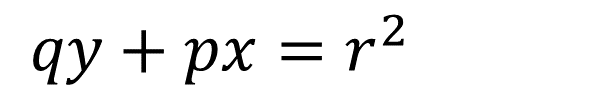 qy + px = r²